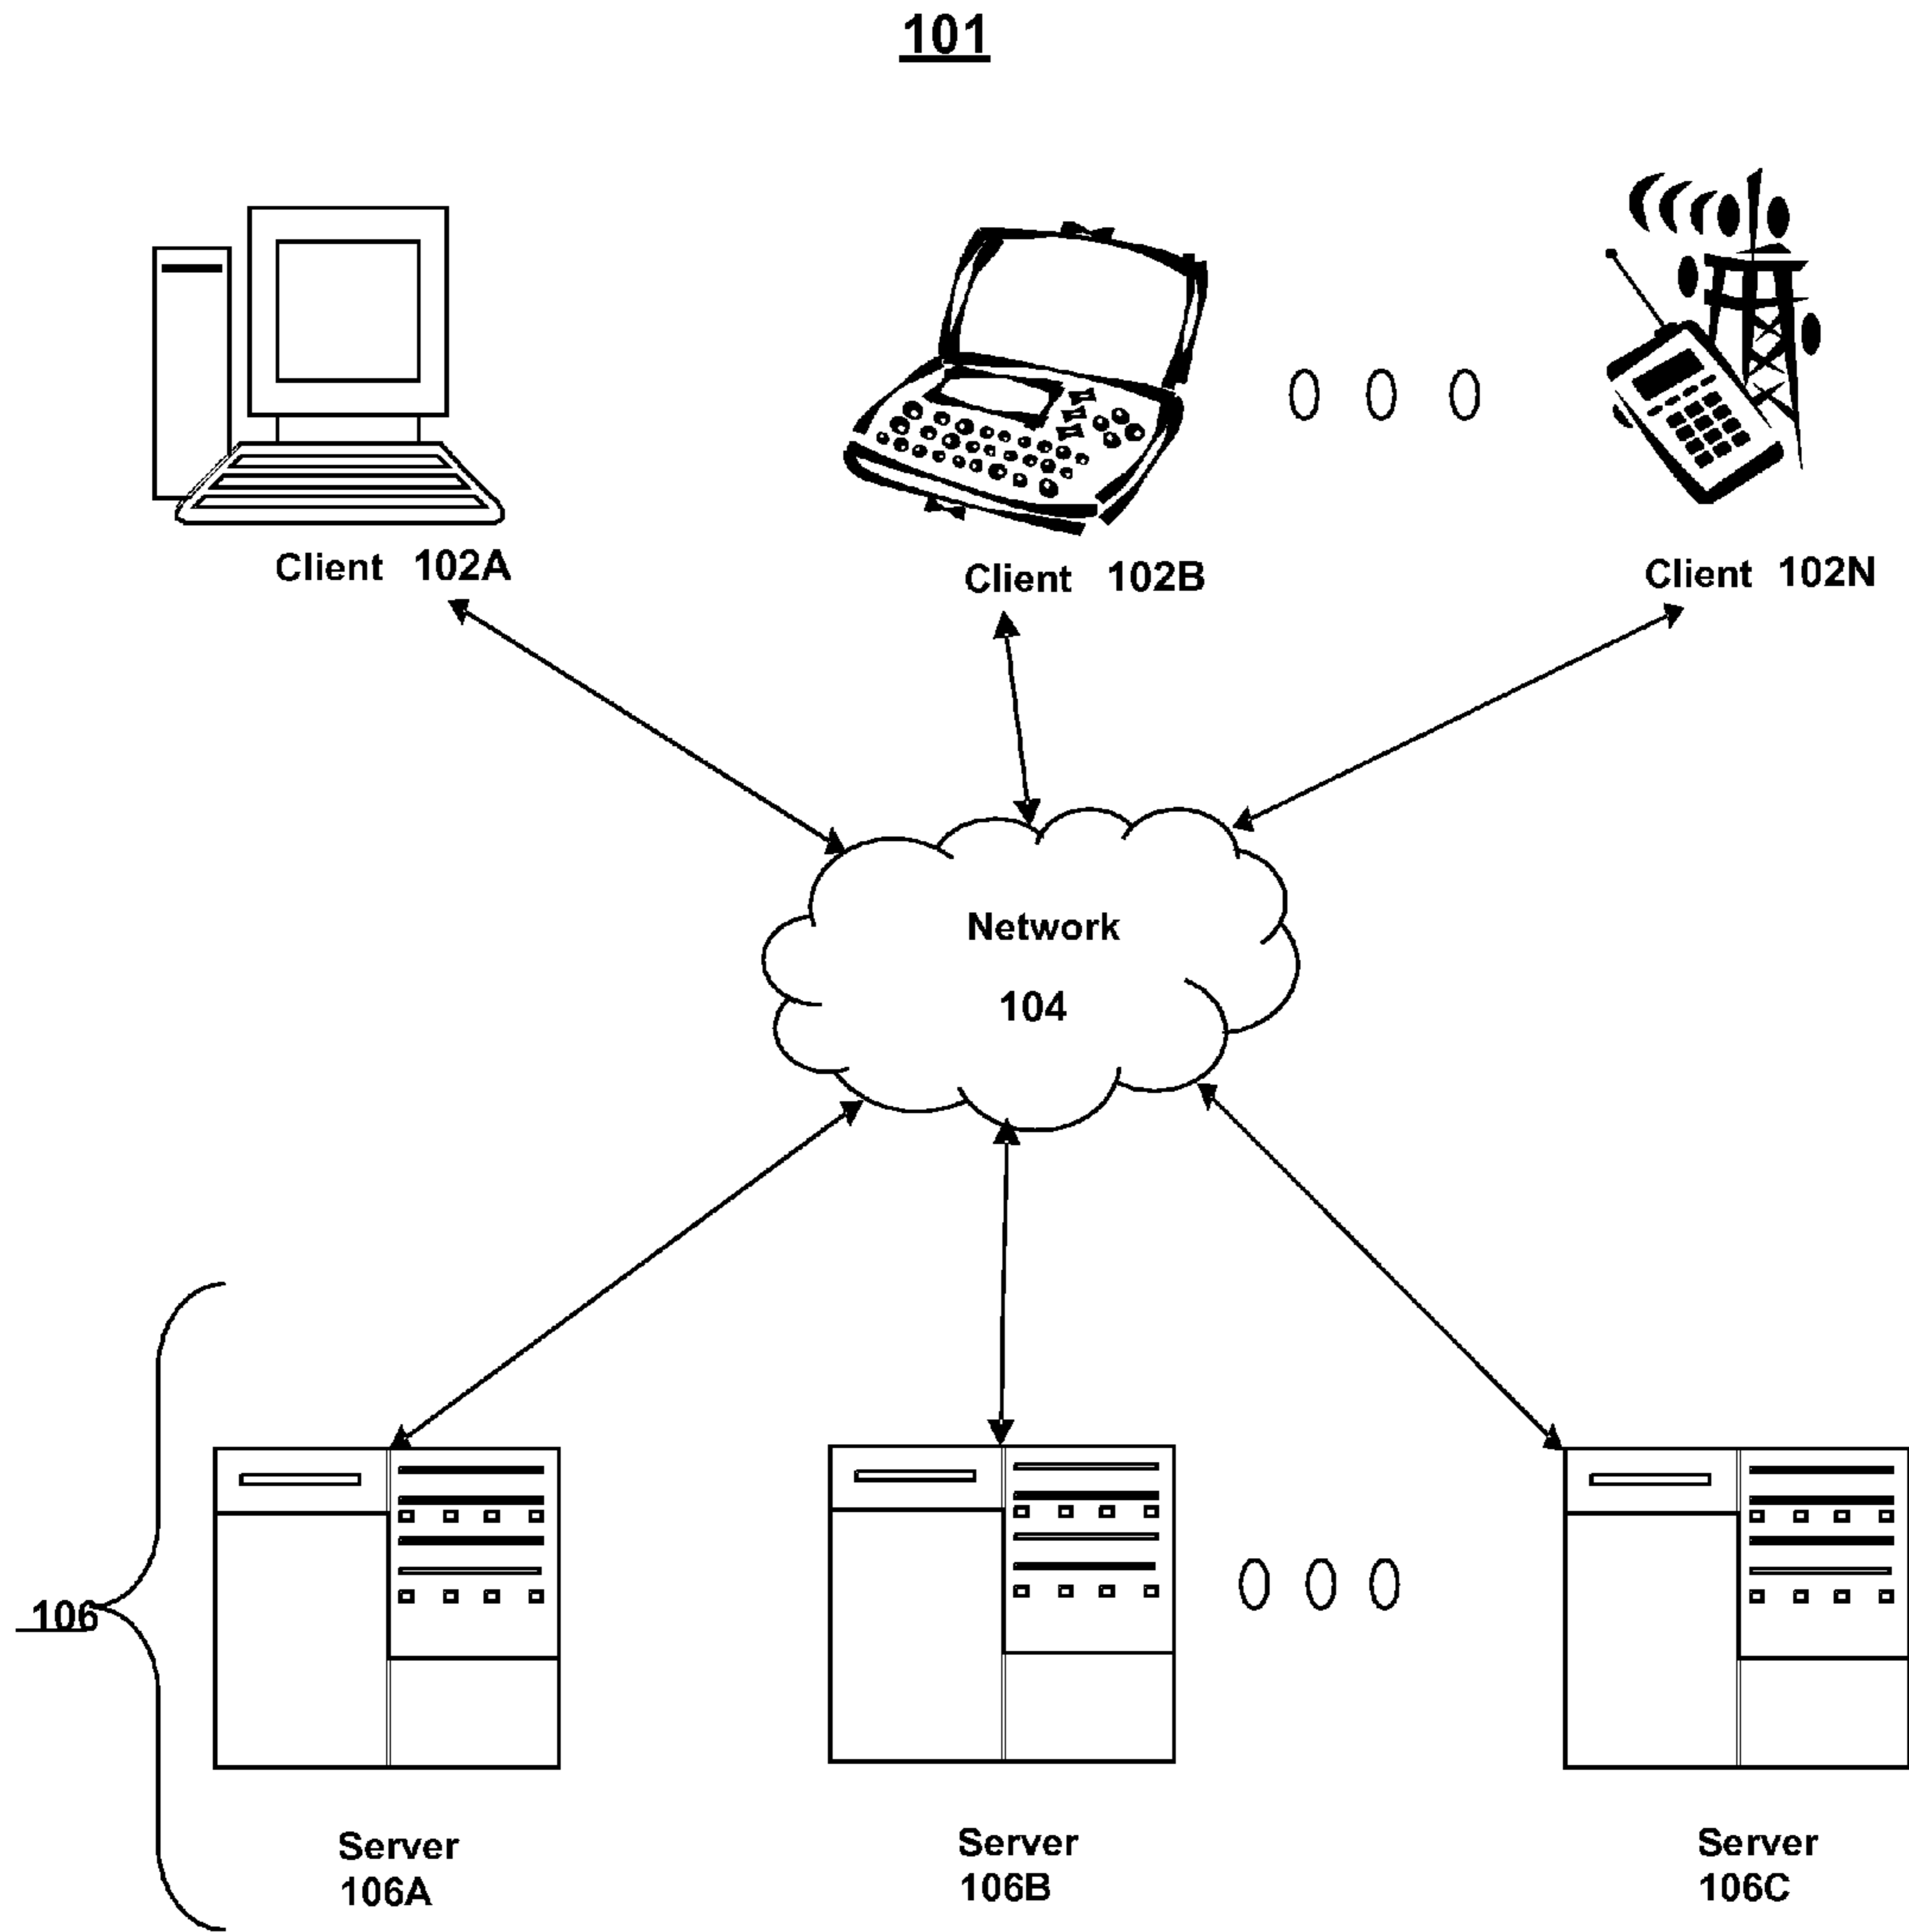 101
Client 102A
Client 102B
Client 102N
Network
104
106
Server
106A
Server
106B
Server
106C